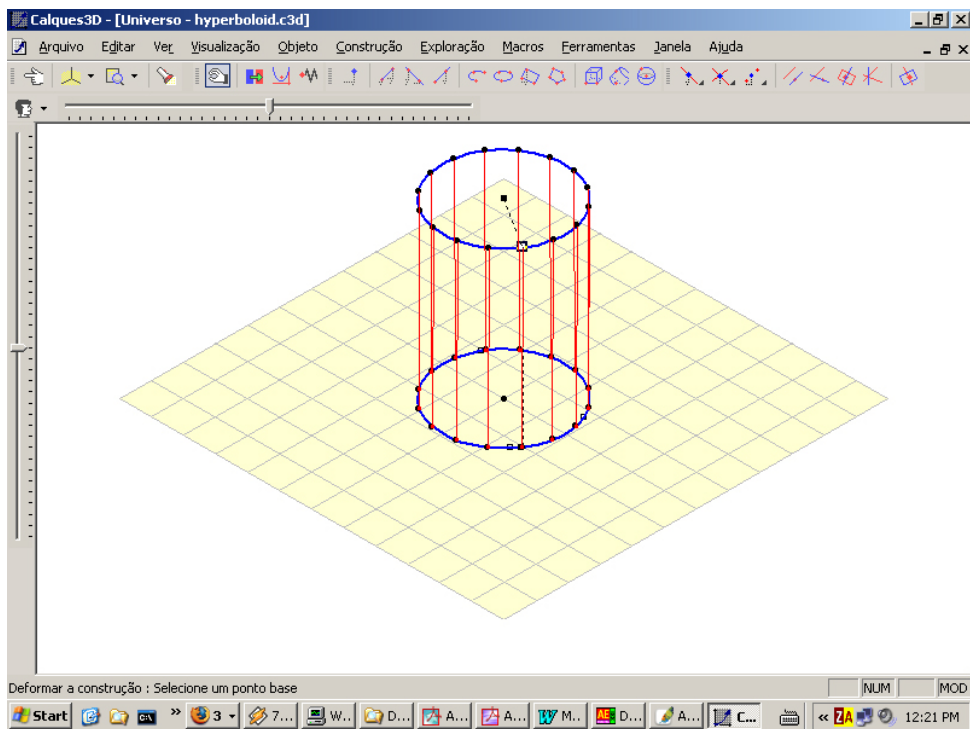 Calques3D - [Universo - hyperboloid.c3d]
Arquivo Editar Ver Visualização Objeto Construção Exploração Macros Ferramentas Janela Ajuda
Deformar a construção : Selecione um ponto base
NUM MOD
Start » 3 7... W.. D... A... A... M.. D... A... C... « ZA 12:21 PM